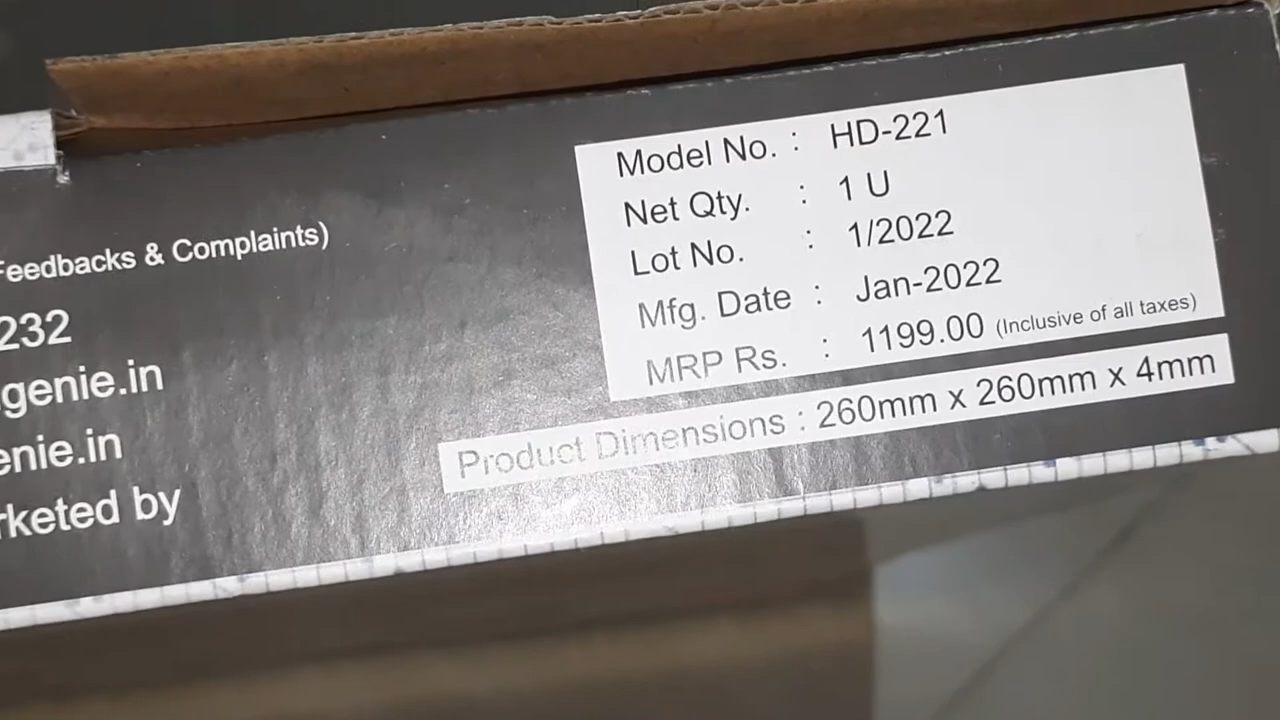 Feedbacks & Complaints)
232
genie.in
enie.in
rketed by
Model No. : HD-221
Net Qty. : 1 U
Lot No. : 1/2022
Mfg. Date : Jan-2022
MRP Rs. : 1199.00 (Inclusive of all taxes)
Product Dimensions : 260mm x 260mm x 4mm